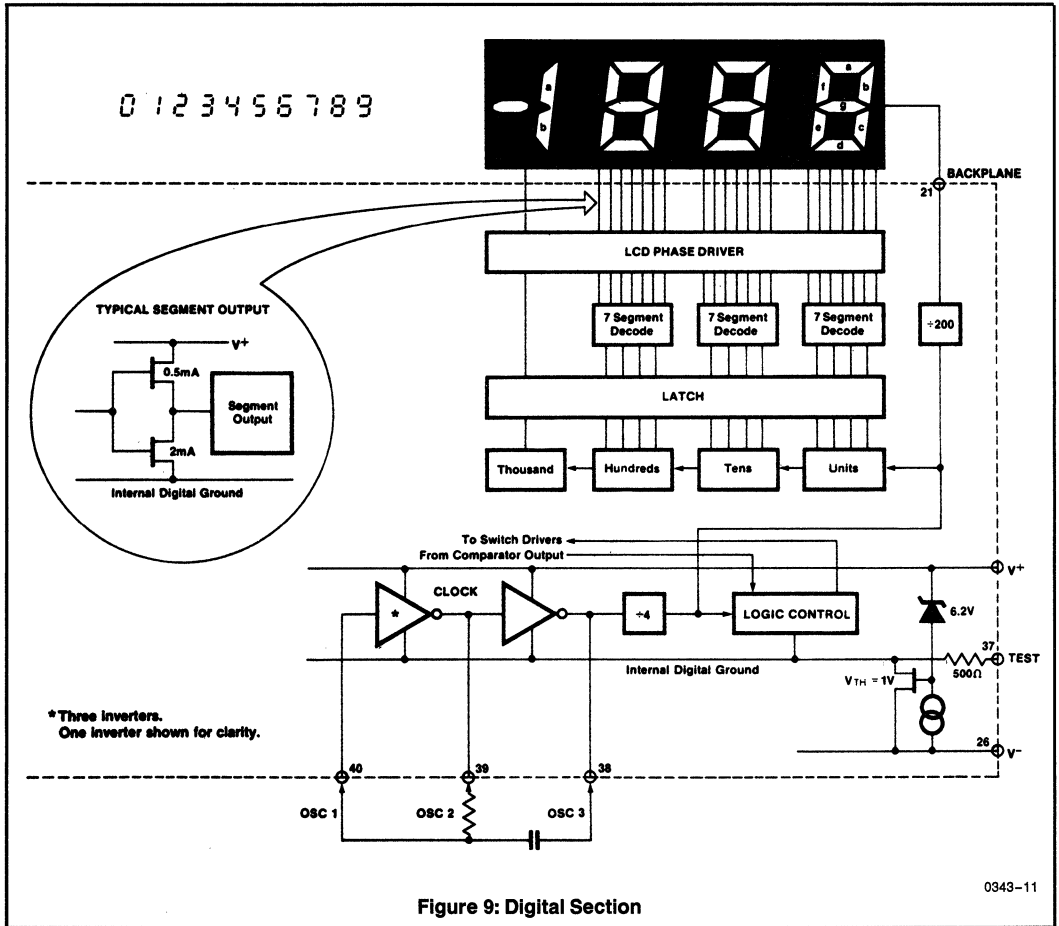 0 1 2 3 4 5 6 7 8 9
a
b
a
f
b
g
e
c
d
BACKPLANE
21
LCD PHASE DRIVER
TYPICAL SEGMENT OUTPUT
V+
0.5mA
Segment
Output
2mA
Internal Digital Ground
7 Segment
Decode
7 Segment
Decode
7 Segment
Decode
÷200
LATCH
Thousand
Hundreds
Tens
Units
To Switch Drivers
From Comparator Output
V+
CLOCK
*
÷4
LOGIC CONTROL
6.2V
Internal Digital Ground
37
TEST
500Ω
VTH = 1V
*Three inverters.
One inverter shown for clarity.
26
V−
40
39
38
OSC 1
OSC 2
OSC 3
0343–11
Figure 9: Digital Section